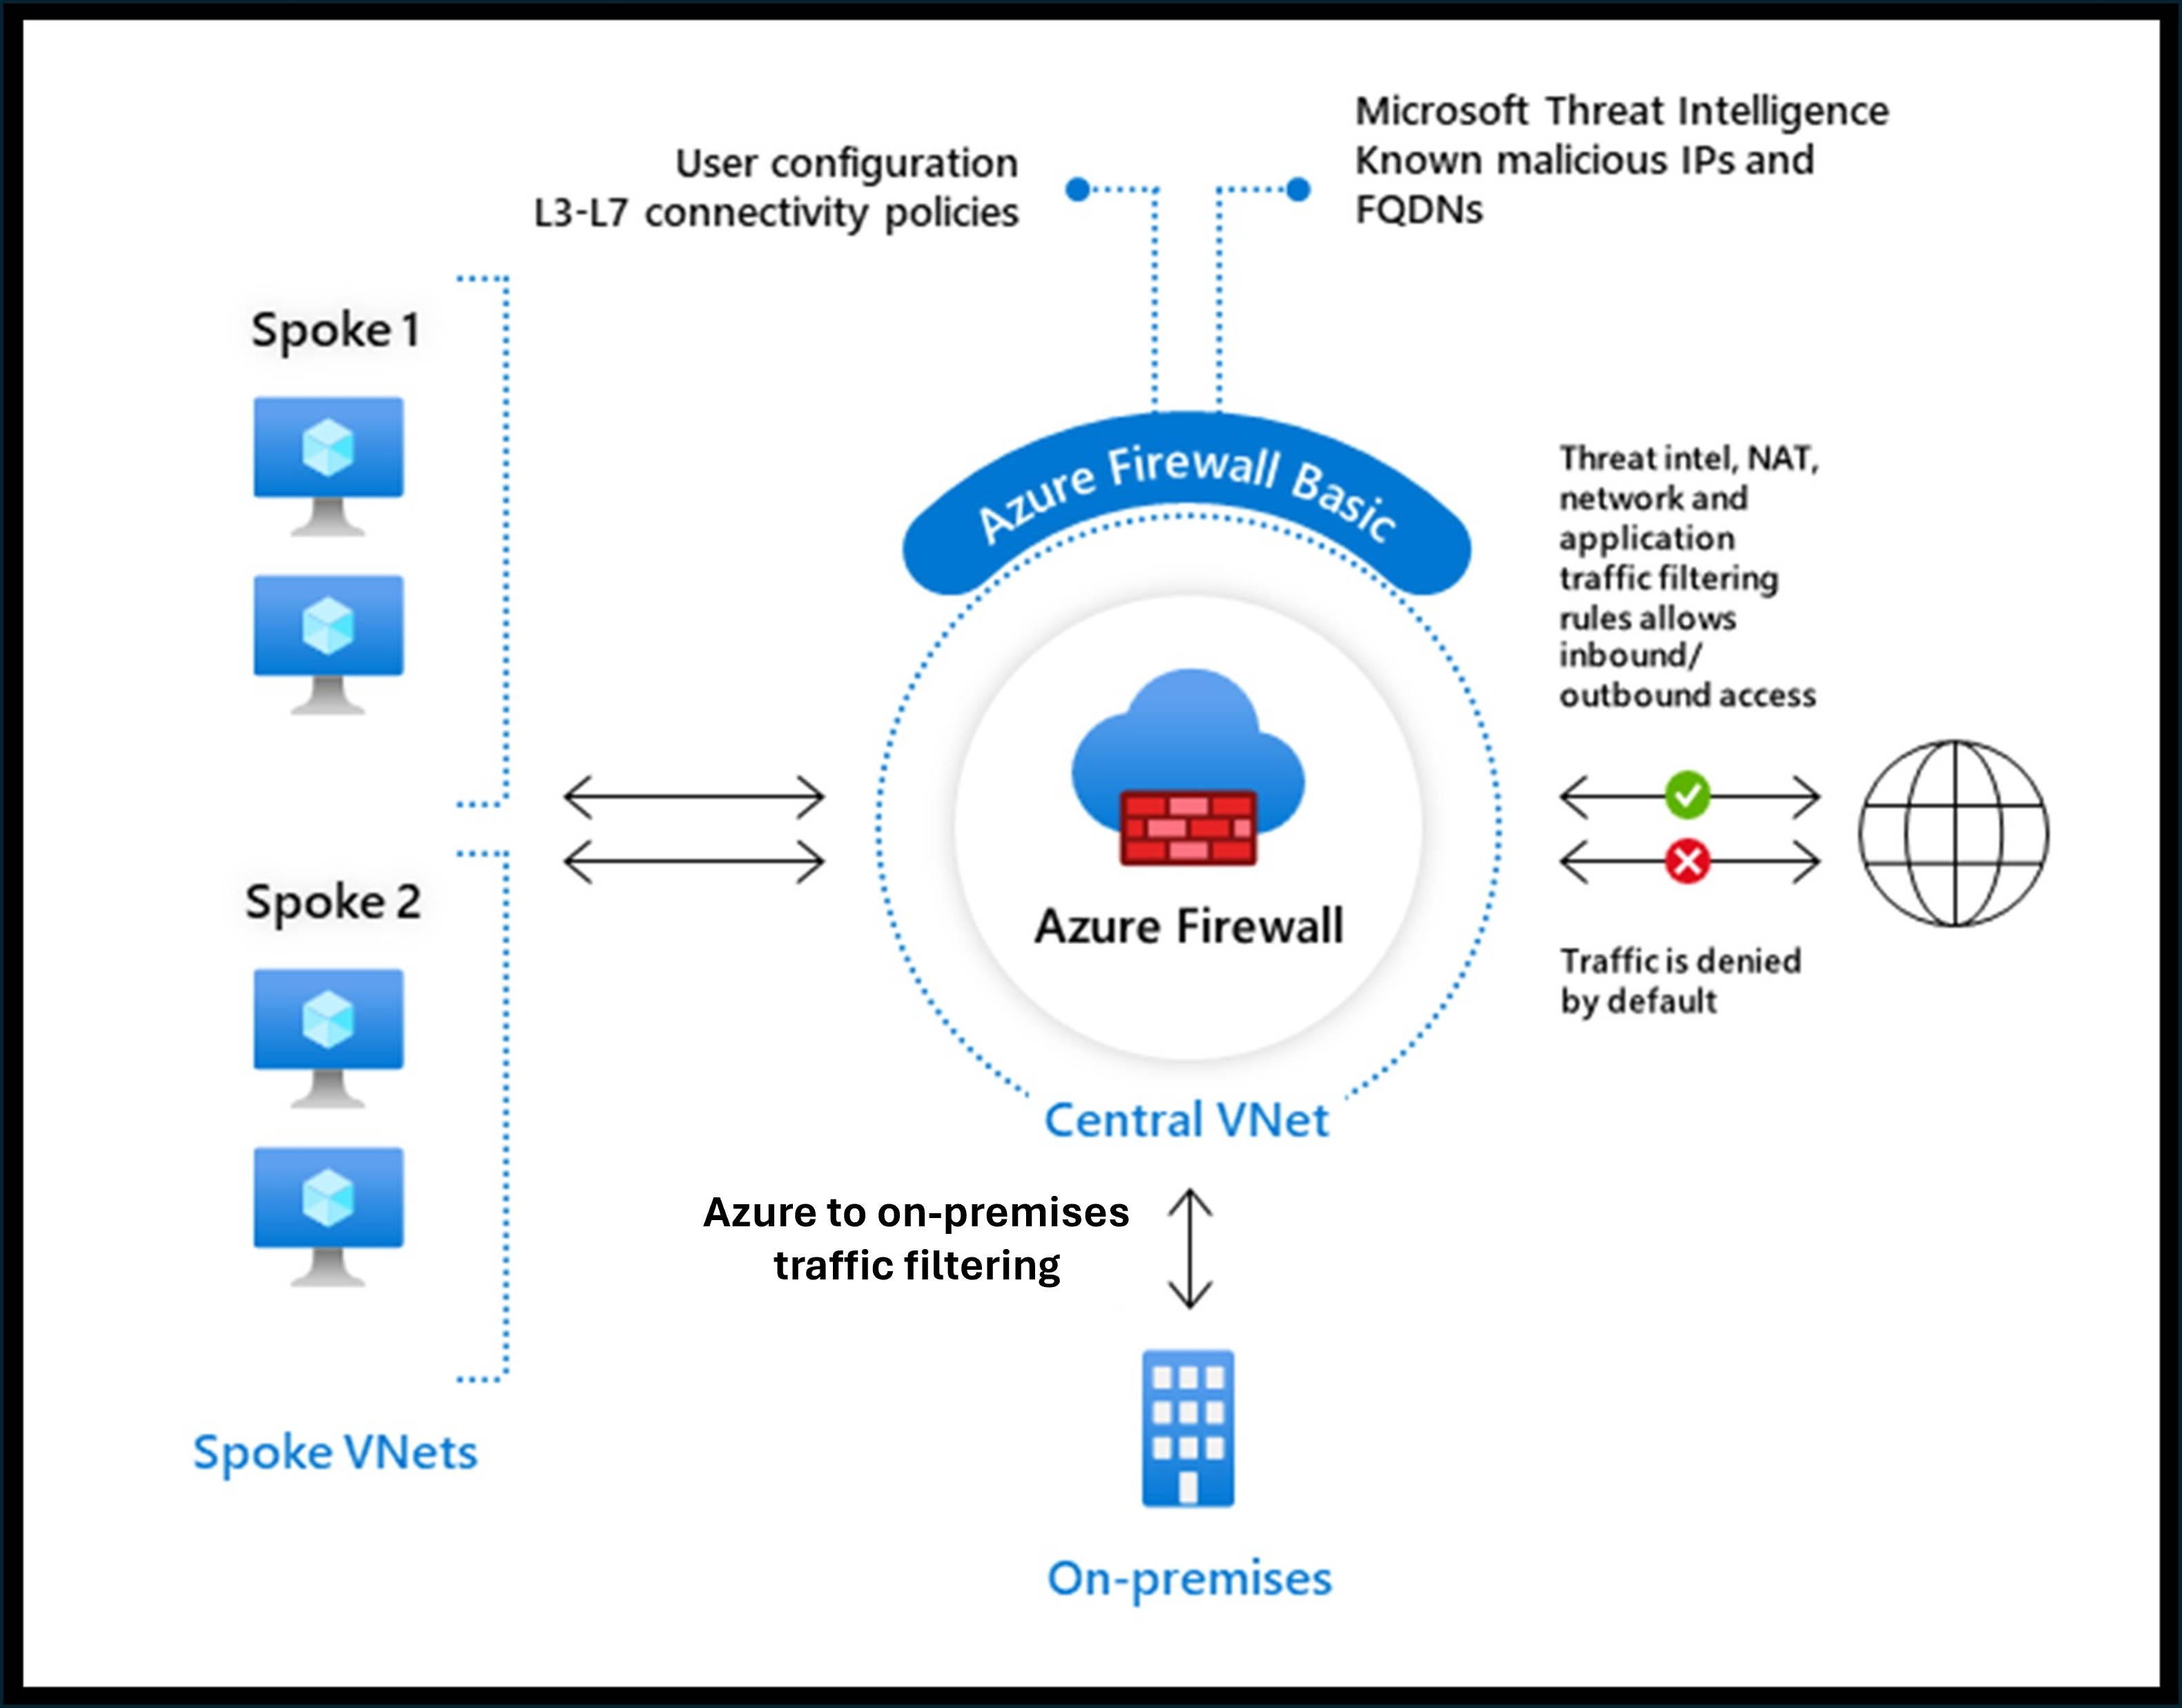 User configuration
L3-L7 connectivity policies
Microsoft Threat Intelligence
Known malicious IPs and
FQDNs
Spoke 1
Azure Firewall Basic
Threat intel, NAT,
network and
application
traffic filtering
rules allows
inbound/
outbound access
Spoke 2
Azure Firewall
Traffic is denied
by default
Central VNet
Azure to on-premises
traffic filtering
Spoke VNets
On-premises